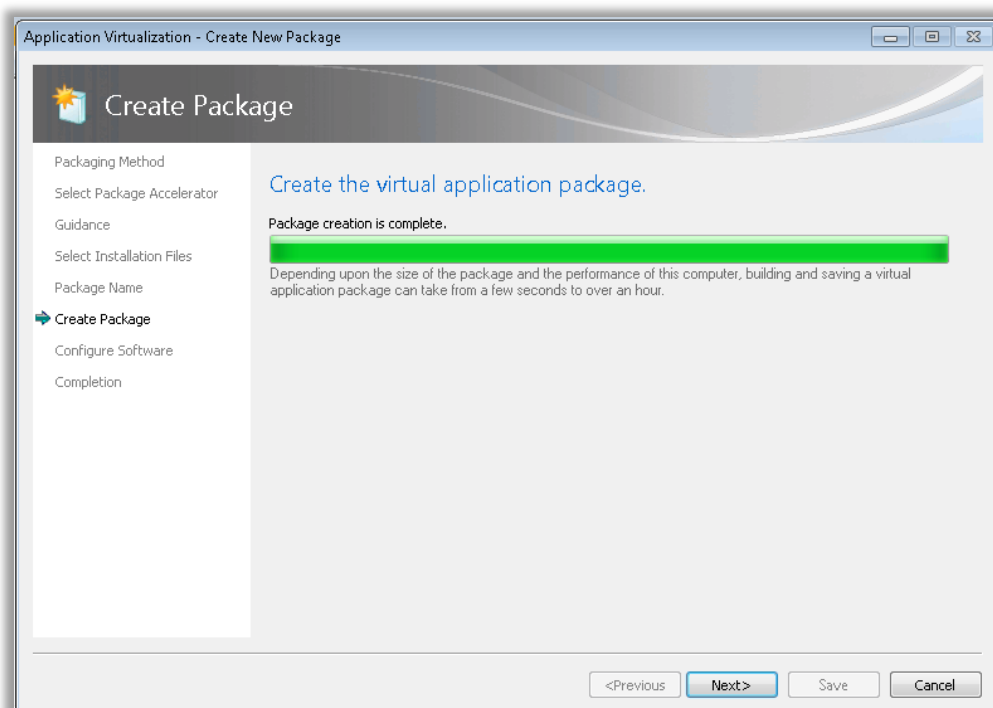 Application Virtualization - Create New Package
Create Package
Packaging Method
Select Package Accelerator
Guidance
Select Installation Files
Package Name
Create Package
Configure Software
Completion
Create the virtual application package.
Package creation is complete.
Depending upon the size of the package and the performance of this computer, building and saving a virtual
application package can take from a few seconds to over an hour.
<Previous
Next>
Save
Cancel